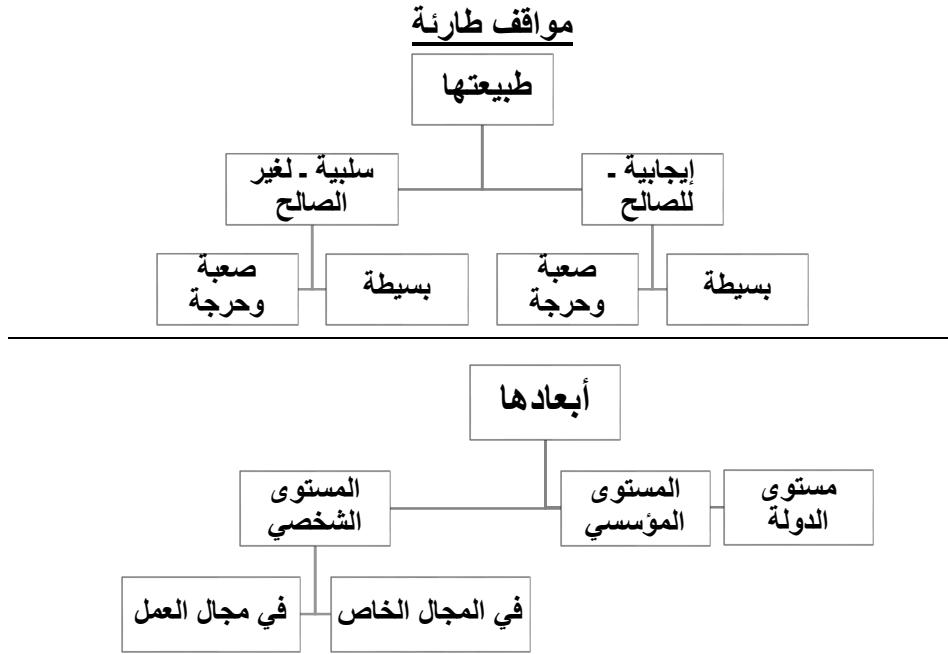 مواقف طارئة
طبيعتها
إيجابية ـ
للصالح
سلبية ـ لغير
الصالح
بسيطة
صعبة
وحرجة
بسيطة
صعبة
وحرجة
أبعادها
مستوى
الدولة
المستوى
المؤسسي
المستوى
الشخصي
في المجال الخاص
في مجال العمل